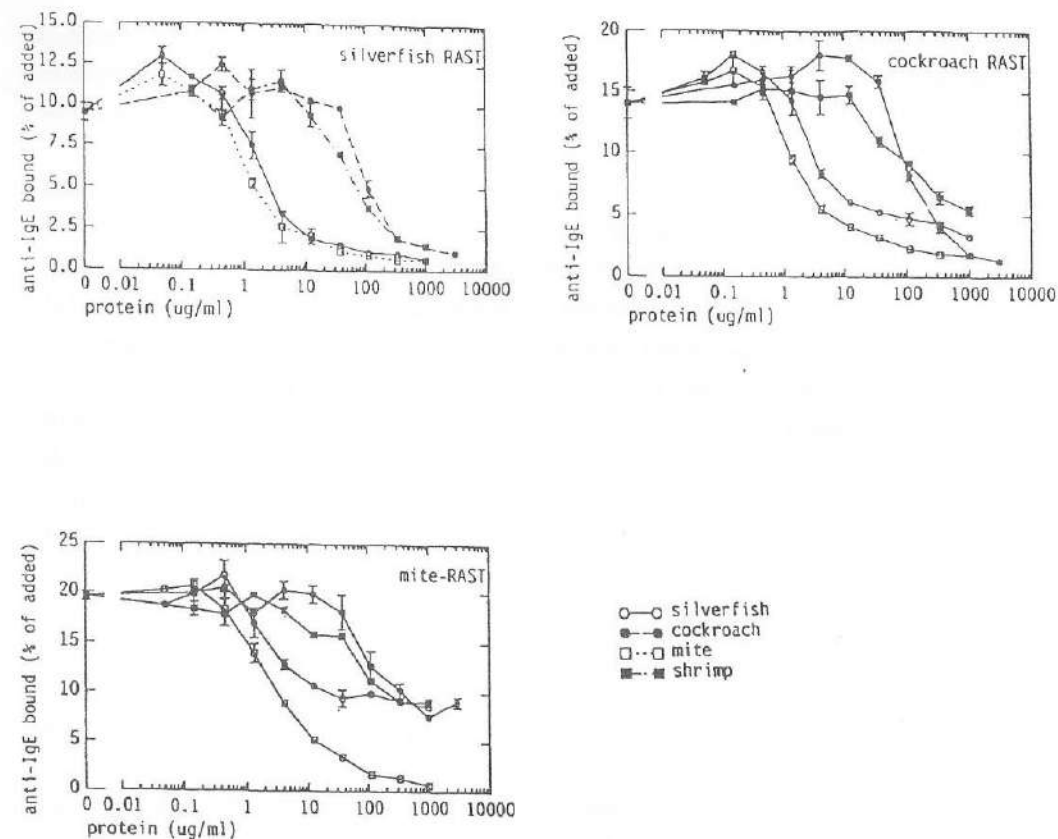 15.0
12.5
10.0
7.5
5.0
2.5
0.0
anti-IgE bound (% of added)
silverfish RAST
0 0.01 0.1 1 10 100 1000 10000
protein (ug/ml)
20
15
10
5
0
anti-IgE bound (% of added)
cockroach RAST
0 0.01 0.1 1 10 100 1000 10000
protein (ug/ml)
25
20
15
10
5
0
anti-IgE bound (% of added)
mite-RAST
0 0.01 0.1 1 10 100 1000 10000
protein (ug/ml)
silverfish
cockroach
mite
shrimp